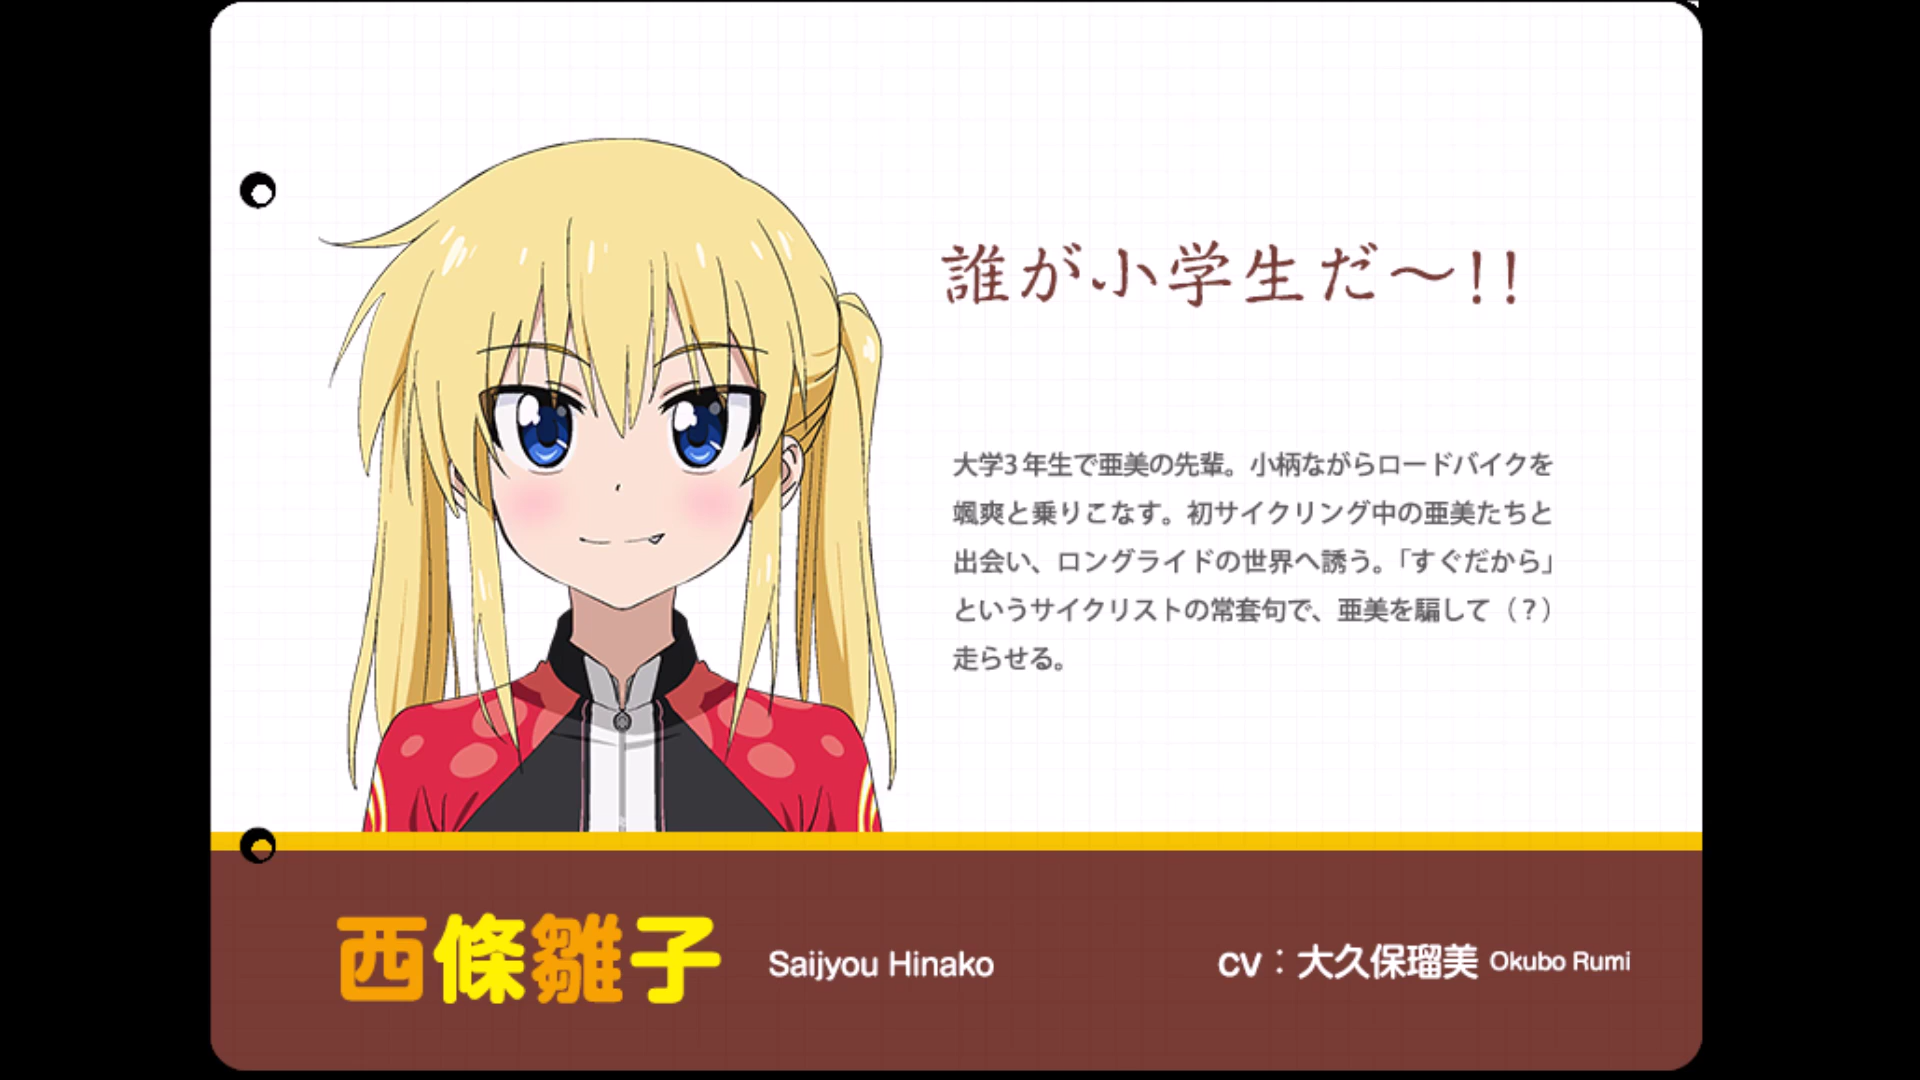 誰が小学生だ〜!!
大学3年生で亜美の先輩。小柄ながらロードバイクを
颯爽と乗りこなす。初サイクリング中の亜美たちと
出会い、ロングライドの世界へ誘う。「すぐだから」
というサイクリストの常套句で、亜美を騙して（？）
走らせる。
西條雛子 Saijyou Hinako
CV：大久保瑠美 Okubo Rumi